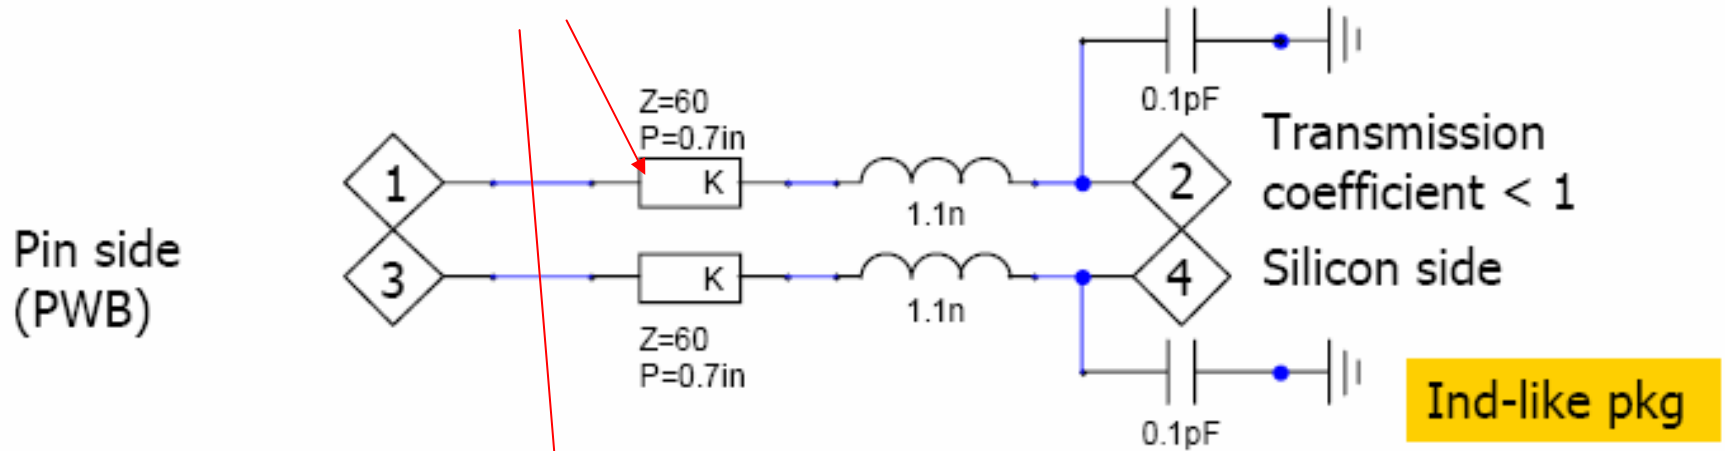 0.1pF
Z=60
P=0.7in
1
K
1.1n
2
Transmission
coefficient < 1
Pin side
(PWB)
3
K
1.1n
4
Silicon side
Z=60
P=0.7in
0.1pF
Ind-like pkg